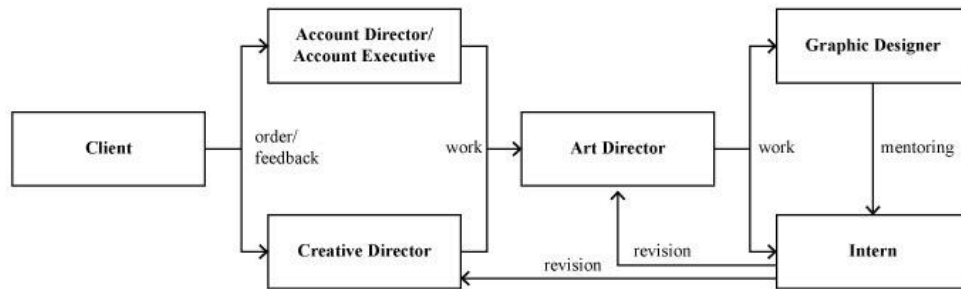 Account Director/
Account Executive
Graphic Designer
Client
order/
feedback
work
Art Director
work
mentoring
Creative Director
revision
revision
Intern